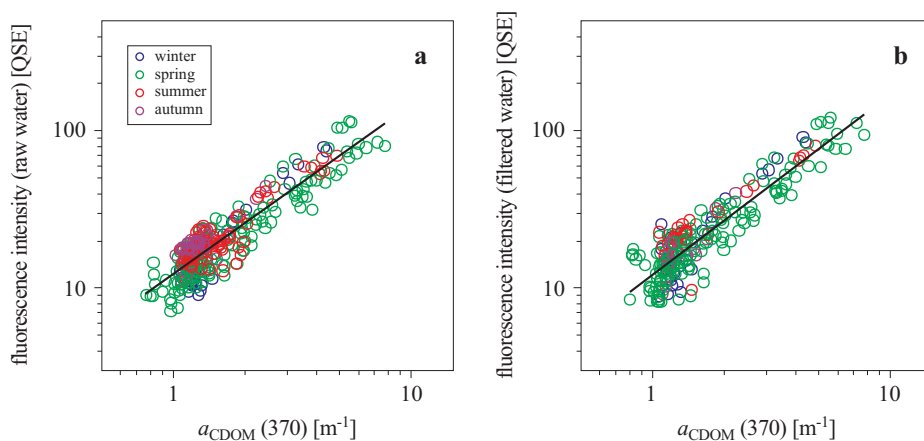 fluorescence intensity (raw water) [QSE]
100
10
winter
spring
summer
autumn
a
1
10
aCDOM (370) [m-1]
fluorescence intensity (filtered water) [QSE]
100
10
b
1
10
aCDOM (370) [m-1]